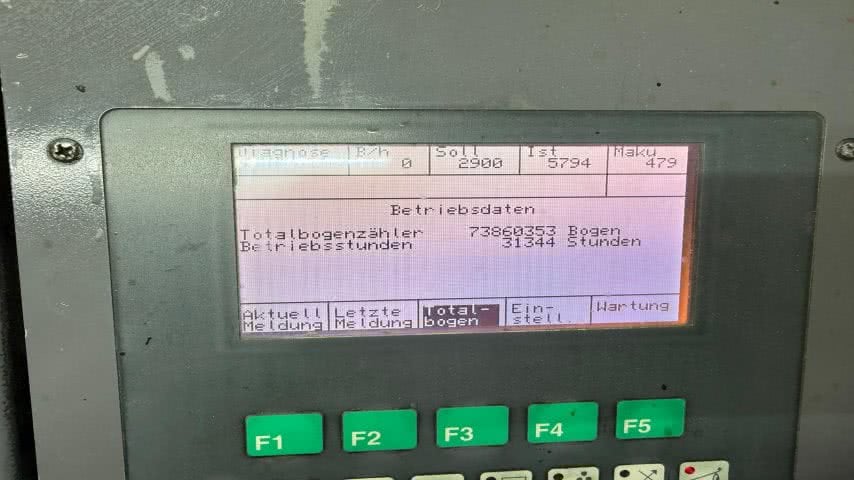 Diagnose B/h Soll Ist Maku
0 2900 5794 479
Betriebsdaten
Totalbogenzähler 73860353 Bogen
Betriebsstunden 31344 Stunden
Aktuell Letzte Total- Ein- Wartung
Meldung Meldung bogen stell.
F1 F2 F3 F4 F5